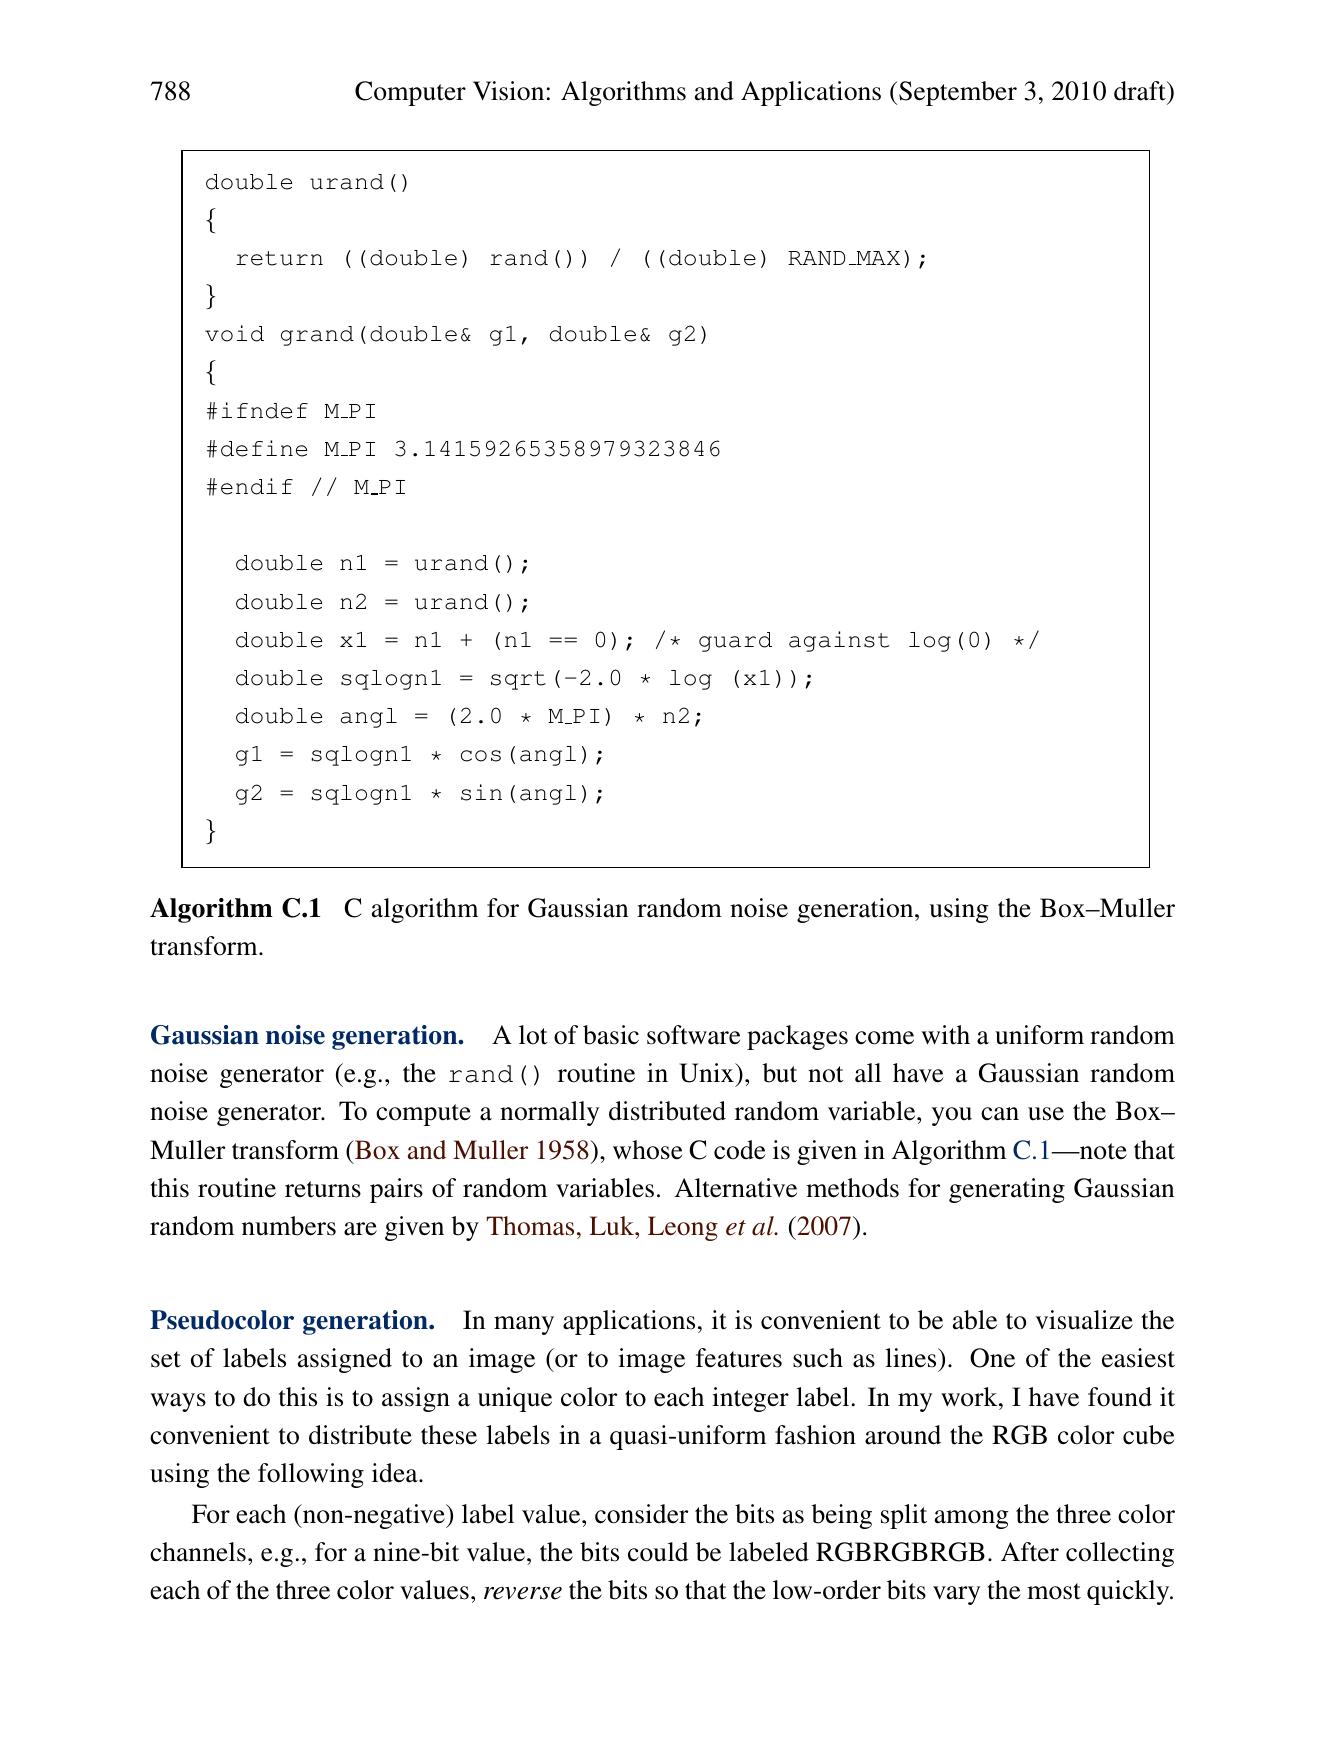 788 Computer Vision: Algorithms and Applications (September 3, 2010 draft)
double urand()
{
  return ((double) rand()) / ((double) RAND_MAX);
}
void grand(double& g1, double& g2)
{
#ifndef M_PI
#define M_PI 3.14159265358979323846
#endif // M_PI
  double n1 = urand();
  double n2 = urand();
  double x1 = n1 + (n1 == 0); /* guard against log(0) */
  double sqlogn1 = sqrt(-2.0 * log (x1));
  double angl = (2.0 * M_PI) * n2;
  g1 = sqlogn1 * cos(angl);
  g2 = sqlogn1 * sin(angl);
}
Algorithm C.1 C algorithm for Gaussian random noise generation, using the Box–Muller
transform.
Gaussian noise generation. A lot of basic software packages come with a uniform random
noise generator (e.g., the rand() routine in Unix), but not all have a Gaussian random
noise generator. To compute a normally distributed random variable, you can use the Box–
Muller transform (Box and Muller 1958), whose C code is given in Algorithm C.1—note that
this routine returns pairs of random variables. Alternative methods for generating Gaussian
random numbers are given by Thomas, Luk, Leong et al. (2007).
Pseudocolor generation. In many applications, it is convenient to be able to visualize the
set of labels assigned to an image (or to image features such as lines). One of the easiest
ways to do this is to assign a unique color to each integer label. In my work, I have found it
convenient to distribute these labels in a quasi-uniform fashion around the RGB color cube
using the following idea.
For each (non-negative) label value, consider the bits as being split among the three color
channels, e.g., for a nine-bit value, the bits could be labeled RGBRGBRGB. After collecting
each of the three color values, reverse the bits so that the low-order bits vary the most quickly.